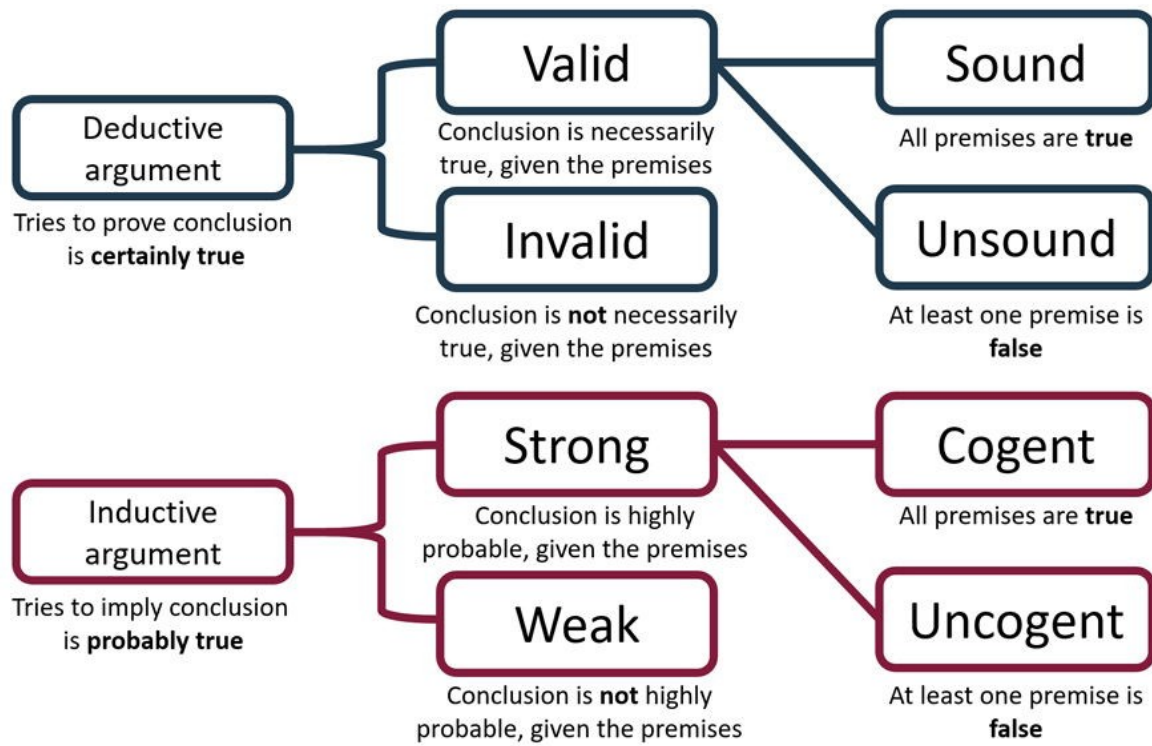 Deductive
argument
Tries to prove conclusion
is certainly true
Valid
Conclusion is necessarily
true, given the premises
Invalid
Conclusion is not necessarily
true, given the premises
Sound
All premises are true
Unsound
At least one premise is
false
Inductive
argument
Tries to imply conclusion
is probably true
Strong
Conclusion is highly
probable, given the premises
Weak
Conclusion is not highly
probable, given the premises
Cogent
All premises are true
Uncogent
At least one premise is
false